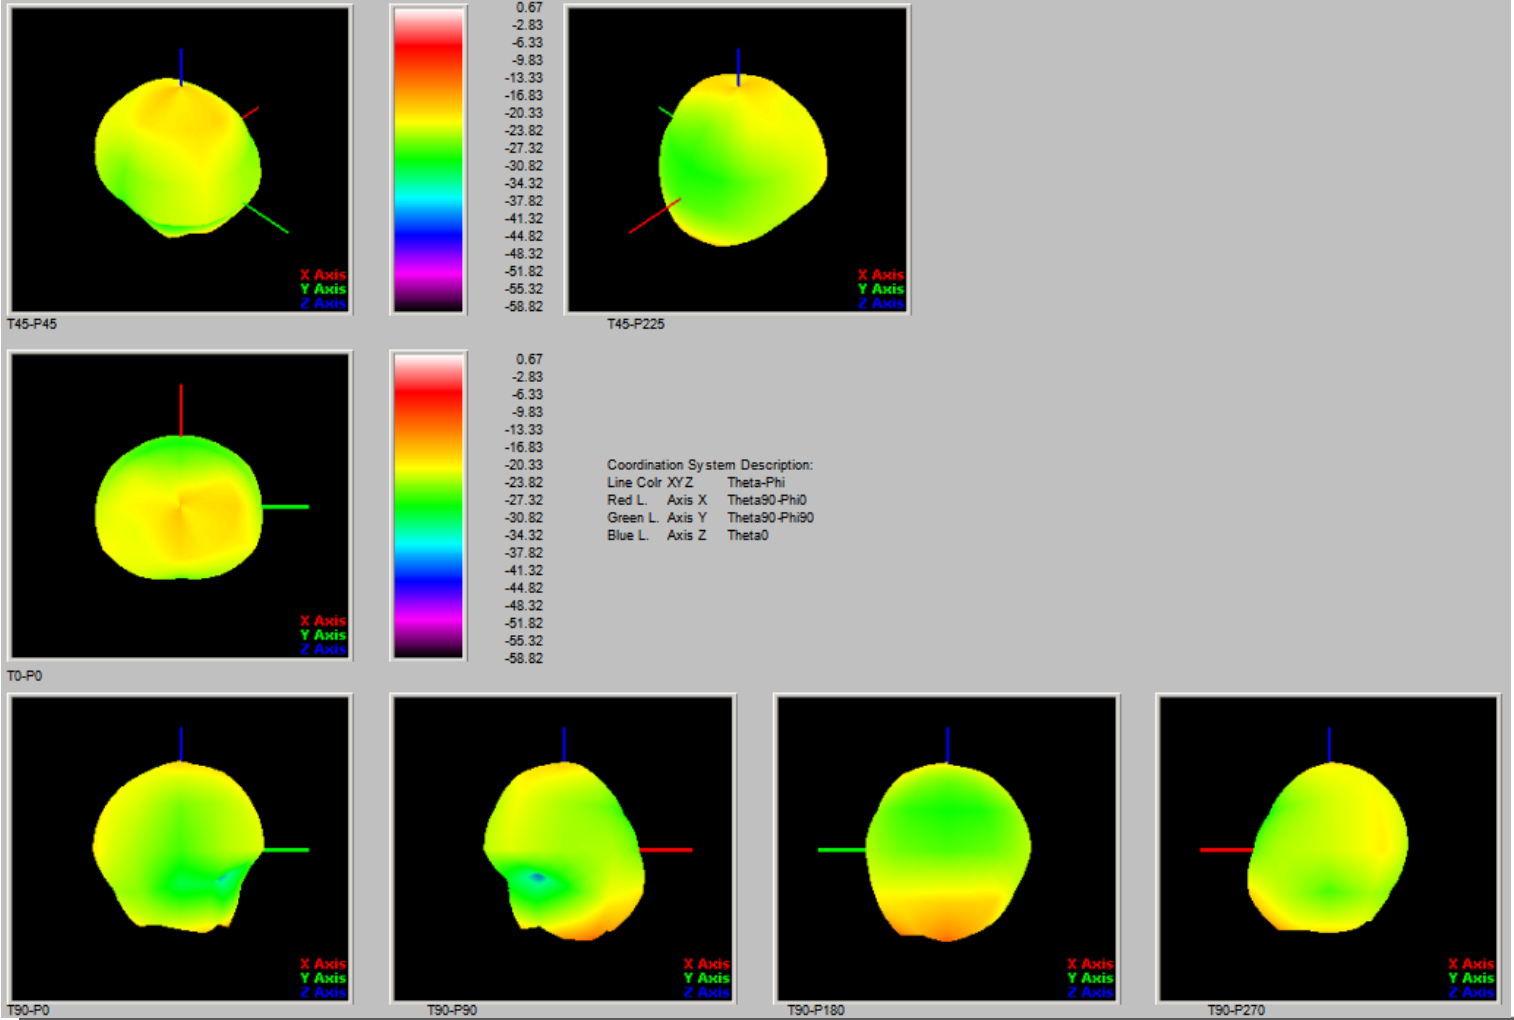 0.67
-2.83
-6.33
-9.83
-13.33
-16.83
-20.33
-23.82
-27.32
-30.82
-34.32
-37.82
-41.32
-44.82
-48.32
-51.82
-55.32
-58.82
X Axis
Y Axis
Z Axis
X Axis
Y Axis
Z Axis
T45-P45
T45-P225
0.67
-2.83
-6.33
-9.83
-13.33
-16.83
-20.33
-23.82
-27.32
-30.82
-34.32
-37.82
-41.32
-44.82
-48.32
-51.82
-55.32
-58.82
Coordination System Description:
Line Colr XYZ Theta-Phi
Red L. Axis X Theta90-Phi0
Green L. Axis Y Theta90-Phi90
Blue L. Axis Z Theta0
X Axis
Y Axis
Z Axis
T0-P0
X Axis
Y Axis
Z Axis
X Axis
Y Axis
Z Axis
X Axis
Y Axis
Z Axis
X Axis
Y Axis
Z Axis
T90-P0
T90-P90
T90-P180
T90-P270